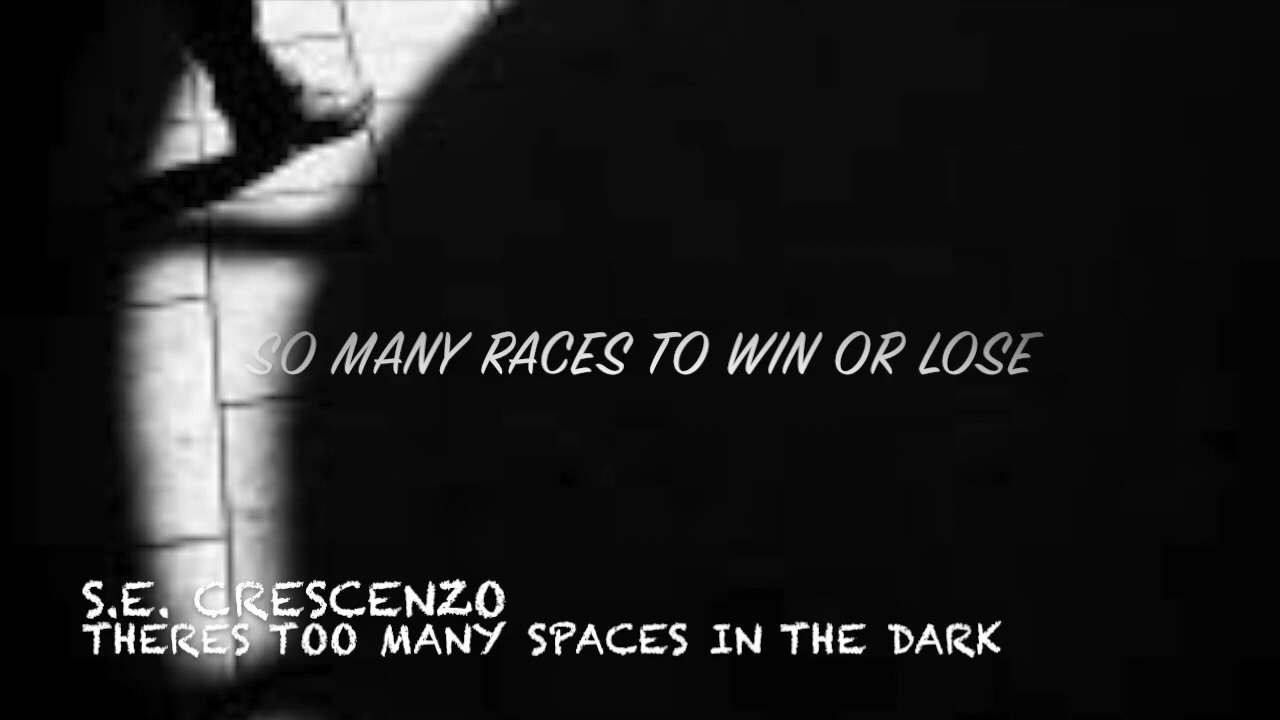 SO MANY RACES TO WIN OR LOSE
S.E. CRESCENZO
THERES TOO MANY SPACES IN THE DARK